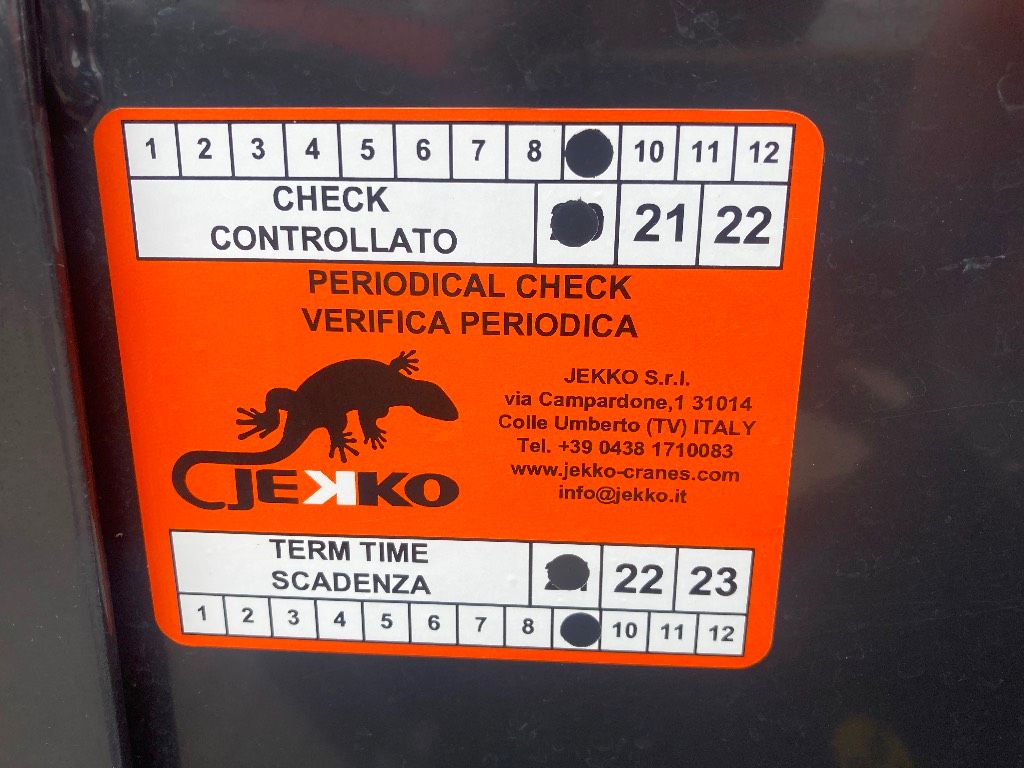 1 2 3 4 5 6 7 8 10 11 12
CHECK
CONTROLLATO
21 22
PERIODICAL CHECK
VERIFICA PERIODICA
JEKKO S.r.l.
via Campardone,1 31014
Colle Umberto (TV) ITALY
Tel. +39 0438 1710083
www.jekko-cranes.com
info@jekko.it
JEKKO
TERM TIME
SCADENZA
22 23
1 2 3 4 5 6 7 8 10 11 12